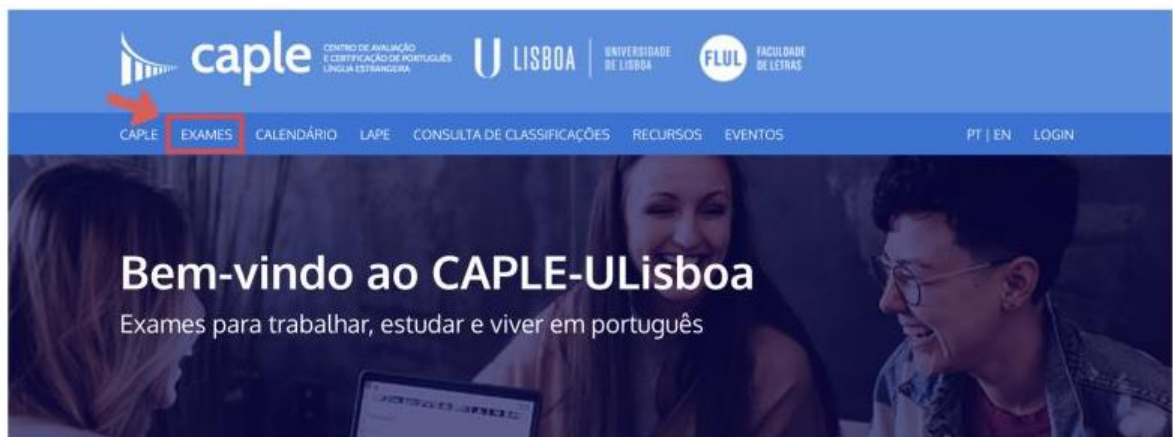 caple
CENTRO DE AVALIAÇÃO
E CERTIFICAÇÃO DE PORTUGUÊS
LÍNGUA ESTRANGEIRA
U LISBOA
UNIVERSIDADE
DE LISBOA
FLUL
FACULDADE
DE LETRAS
CAPLE EXAMES CALENDÁRIO LAPE CONSULTA DE CLASSIFICAÇÕES RECURSOS EVENTOS PT | EN LOGIN
Bem-vindo ao CAPLE-ULisboa
Exames para trabalhar, estudar e viver em português